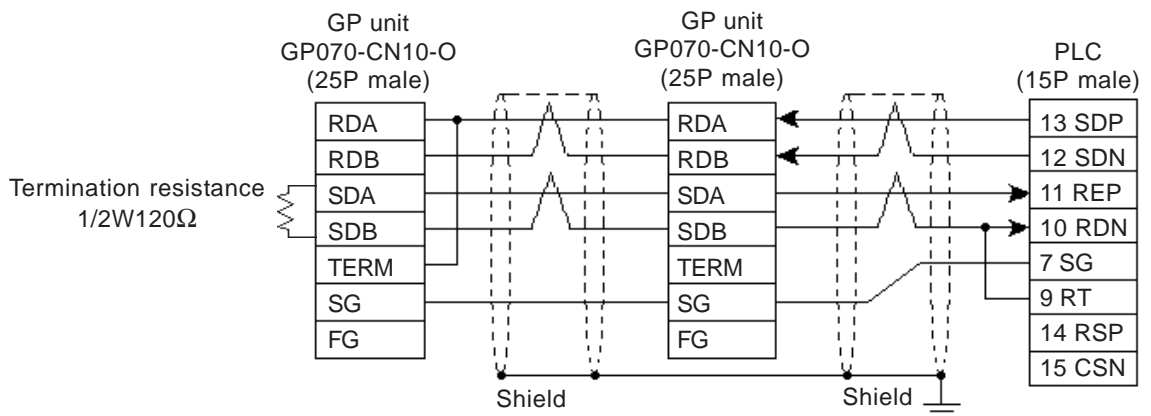 GP unit
GP070-CN10-O
(25P male)
GP unit
GP070-CN10-O
(25P male)
PLC
(15P male)
Termination resistance
1/2W120Ω
RDA
RDB
SDA
SDB
TERM
SG
FG
RDA
RDB
SDA
SDB
TERM
SG
FG
13 SDP
12 SDN
11 REP
10 RDN
7 SG
9 RT
14 RSP
15 CSN
Shield
Shield